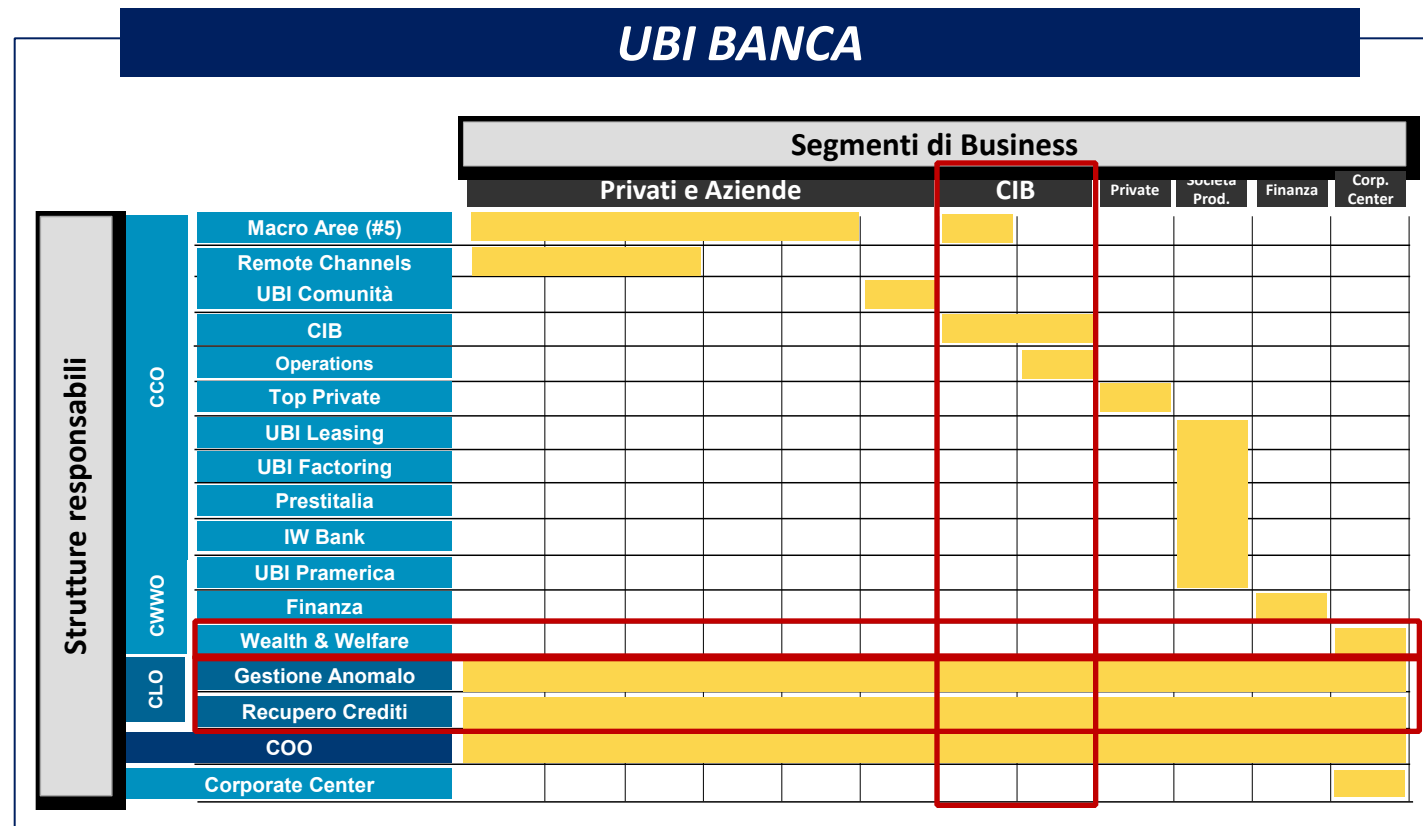 UBI BANCA
Segmenti di Business
Privati e Aziende
CIB
Private
Società
Prod.
Finanza
Corp.
Center
Strutture responsabili
CCO
CWWO
CLO
Macro Aree (#5)
Remote Channels
UBI Comunità
CIB
Operations
Top Private
UBI Leasing
UBI Factoring
Prestitalia
IW Bank
UBI Pramerica
Finanza
Wealth & Welfare
Gestione Anomalo
Recupero Crediti
COO
Corporate Center